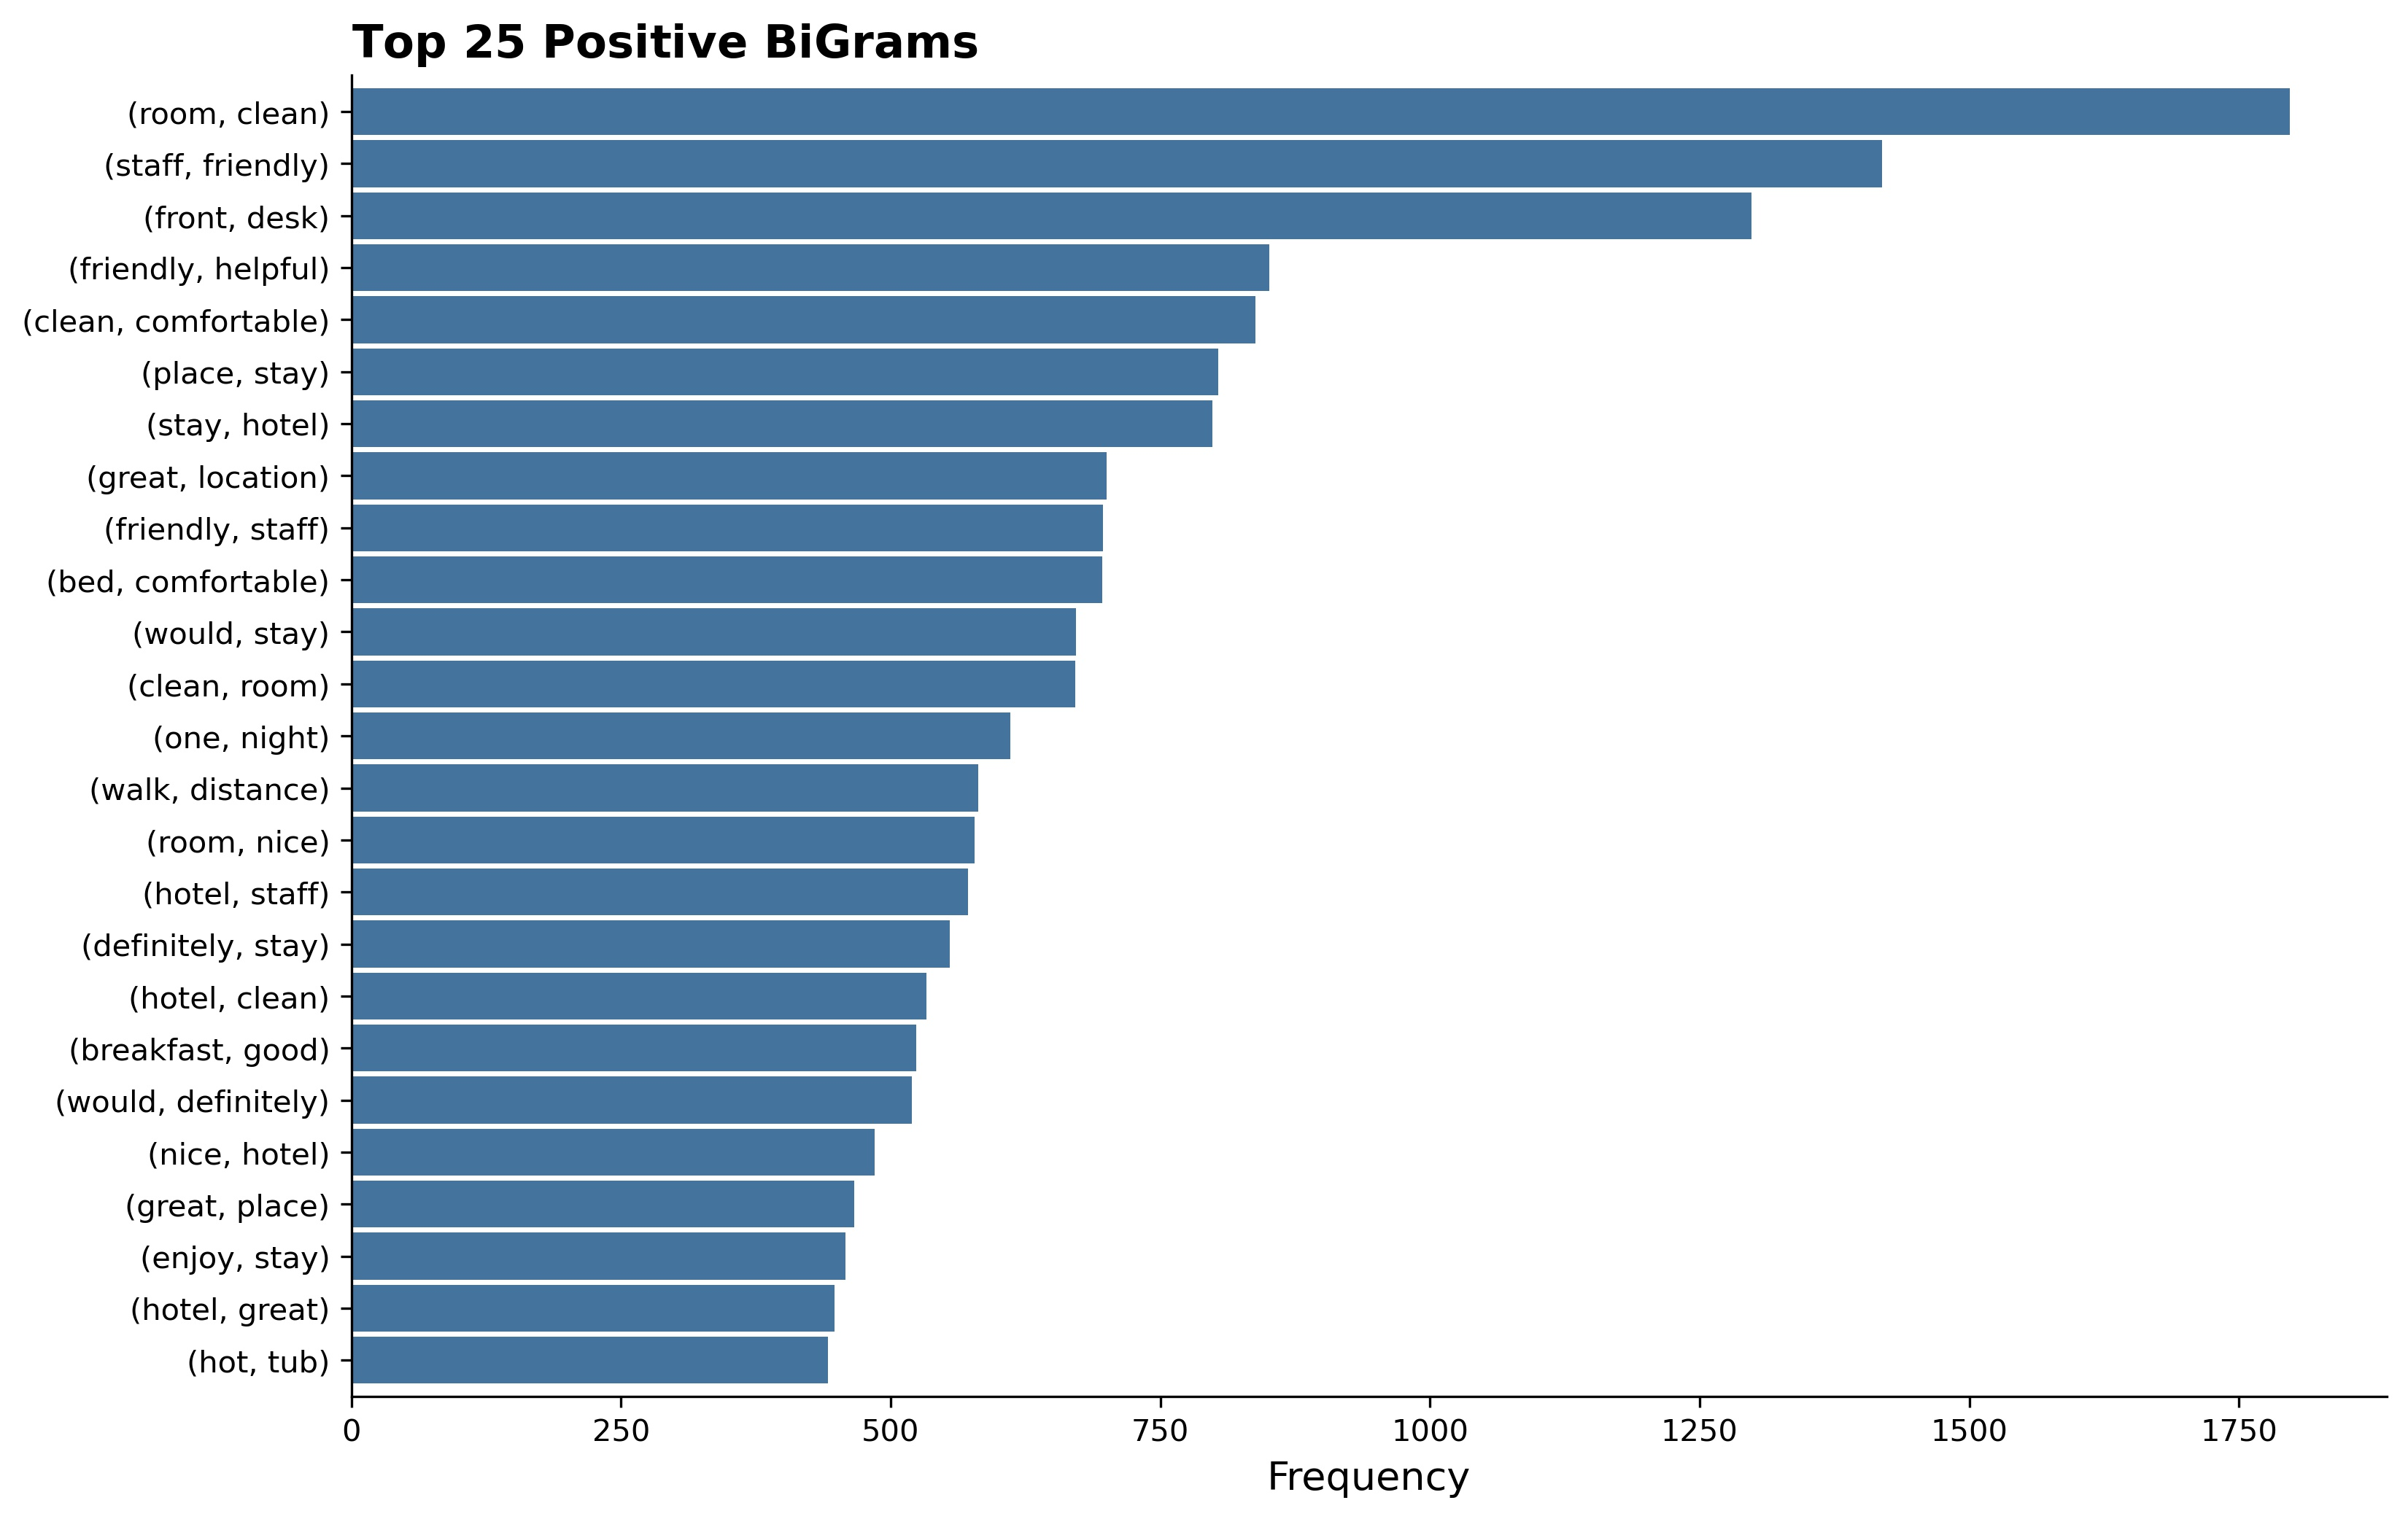 Top 25 Positive BiGrams
(room, clean)
(staff, friendly)
(front, desk)
(friendly, helpful)
(clean, comfortable)
(place, stay)
(stay, hotel)
(great, location)
(friendly, staff)
(bed, comfortable)
(would, stay)
(clean, room)
(one, night)
(walk, distance)
(room, nice)
(hotel, staff)
(definitely, stay)
(hotel, clean)
(breakfast, good)
(would, definitely)
(nice, hotel)
(great, place)
(enjoy, stay)
(hotel, great)
(hot, tub)
0 250 500 750 1000 1250 1500 1750
Frequency